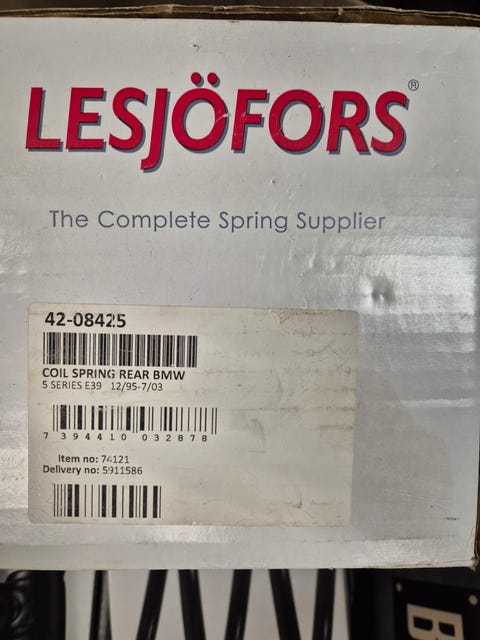 LESJÖFORS®
The Complete Spring Supplier
42-08425
COIL SPRING REAR BMW
5 SERIES E39 12/95-7/03
7 394410 032878
Item no: 74121
Delivery no: 5911586